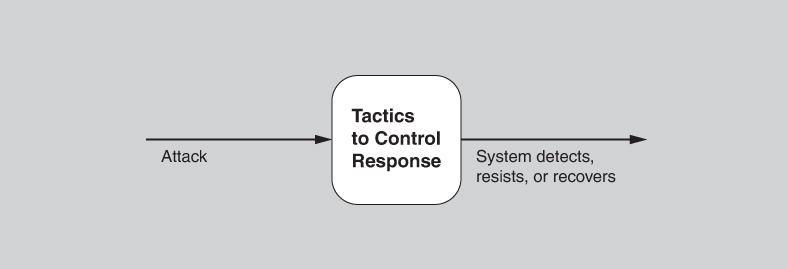 Attack
Tactics
to Control
Response
System detects,
resists, or recovers